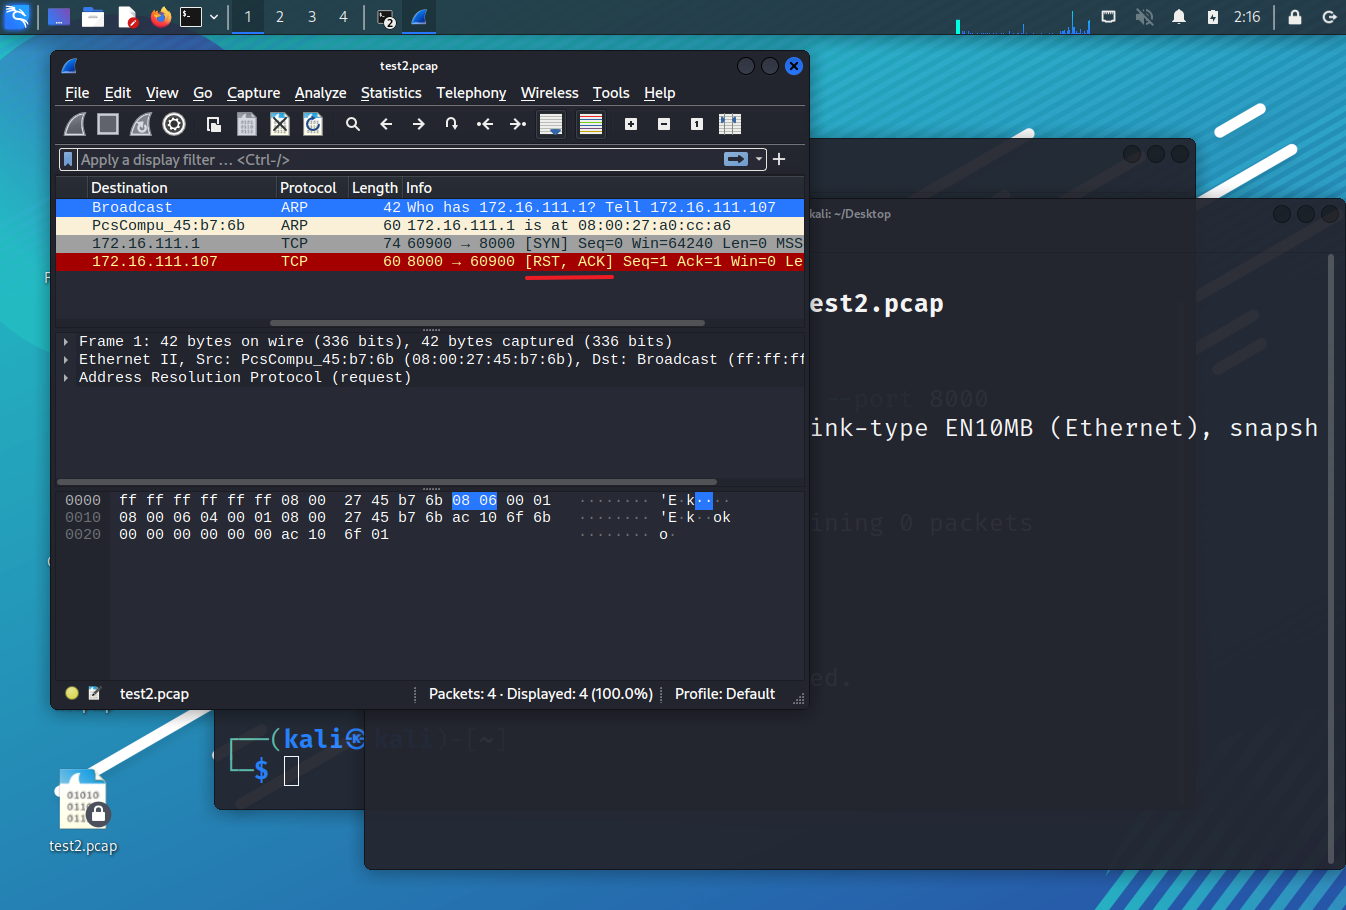 1 2 3 4 2 2:16
test2.pcap
File Edit View Go Capture Analyze Statistics Telephony Wireless Tools Help
Apply a display filter … <Ctrl-/>
Destination Protocol Length Info
Broadcast ARP 42 Who has 172.16.111.1? Tell 172.16.111.107
PcsCompu_45:b7:6b ARP 60 172.16.111.1 is at 08:00:27:a0:cc:a6
172.16.111.1 TCP 74 60900 → 8000 [SYN] Seq=0 Win=64240 Len=0 MSS
172.16.111.107 TCP 60 8000 → 60900 [RST, ACK] Seq=1 Ack=1 Win=0 Le
Frame 1: 42 bytes on wire (336 bits), 42 bytes captured (336 bits)
Ethernet II, Src: PcsCompu_45:b7:6b (08:00:27:45:b7:6b), Dst: Broadcast (ff:ff:ff
Address Resolution Protocol (request)
0000 ff ff ff ff ff ff 08 00 27 45 b7 6b 08 06 00 01 ········ 'E·k····
0010 08 00 06 04 00 01 08 00 27 45 b7 6b ac 10 6f 6b ········ 'E·k··ok
0020 00 00 00 00 00 00 ac 10 6f 01 ········ o·
test2.pcap Packets: 4 · Displayed: 4 (100.0%) Profile: Default
kali: ~/Desktop
est2.pcap
--port 8000
ink-type EN10MB (Ethernet), snapsh
ining 0 packets
ed.
┌──(kali㉿kali)-[~]
└─$
01010
011
011
test2.pcap